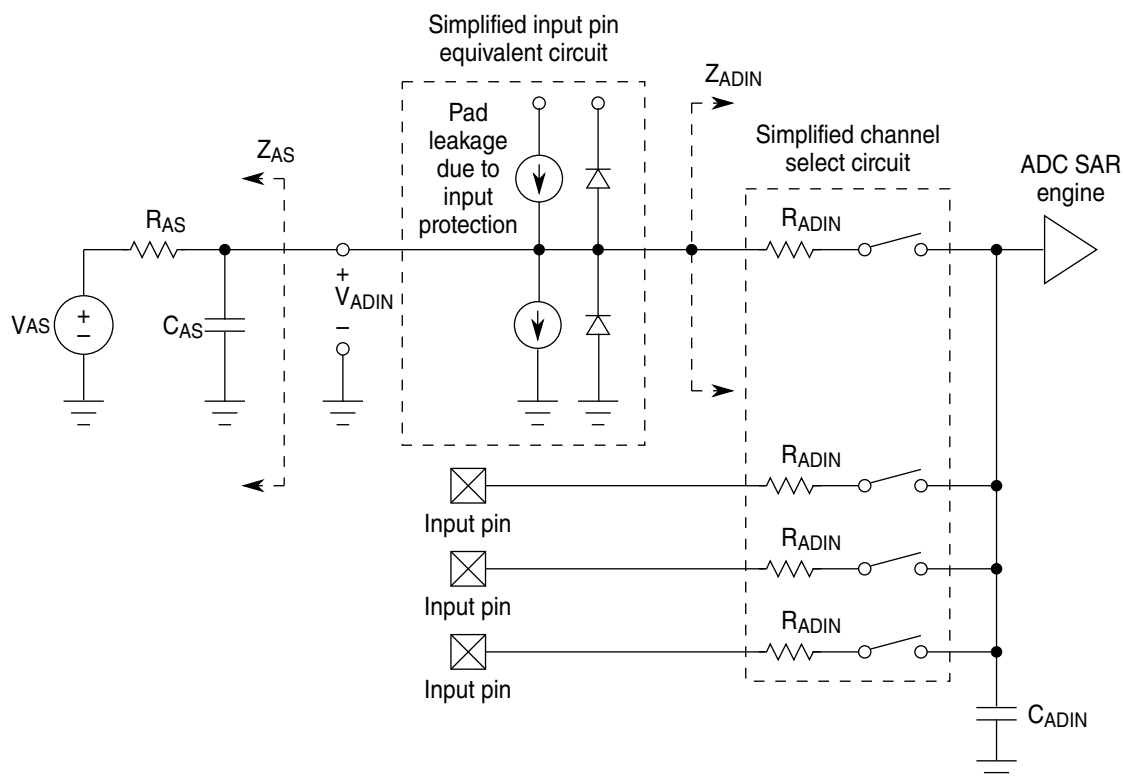 Simplified input pin
equivalent circuit
Pad
leakage
due to
input
protection
ZADIN
Simplified channel
select circuit
ADC SAR
engine
ZAS
RAS
RADIN
+
VADIN
–
VAS
+
–
CAS
RADIN
Input pin
RADIN
Input pin
RADIN
Input pin
CADIN